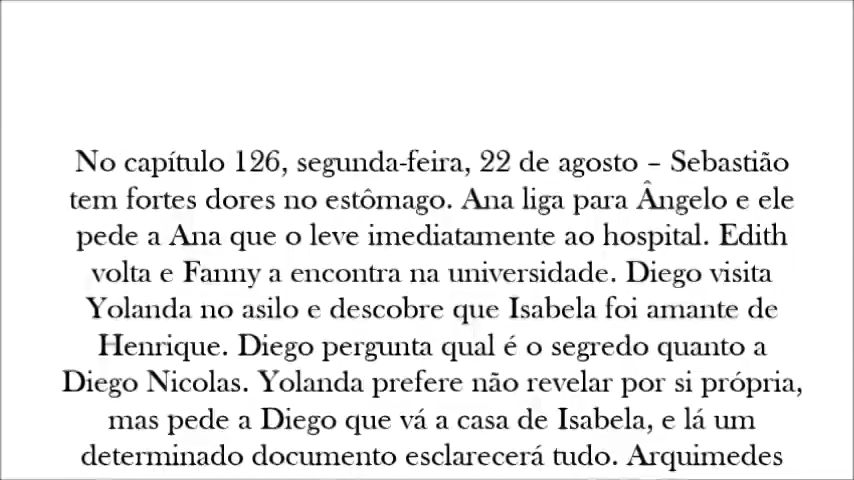 No capítulo 126, segunda-feira, 22 de agosto – Sebastião
tem fortes dores no estômago. Ana liga para Ângelo e ele
pede a Ana que o leve imediatamente ao hospital. Edith
volta e Fanny a encontra na universidade. Diego visita
Yolanda no asilo e descobre que Isabela foi amante de
Henrique. Diego pergunta qual é o segredo quanto a
Diego Nicolas. Yolanda prefere não revelar por si própria,
mas pede a Diego que vá a casa de Isabela, e lá um
determinado documento esclarecerá tudo. Arquimedes